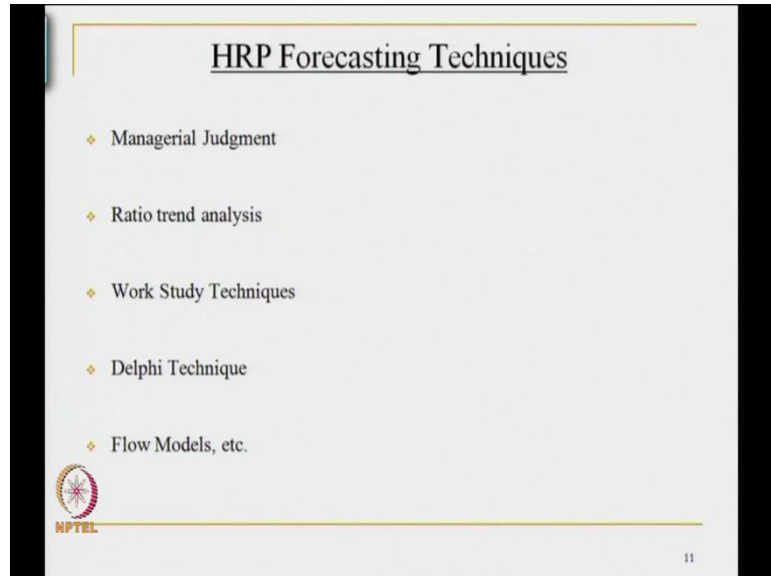 HRP Forecasting Techniques
Managerial Judgment
Ratio trend analysis
Work Study Techniques
Delphi Technique
Flow Models, etc.
NPTEL
11